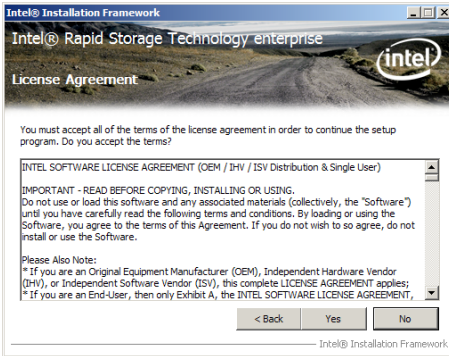 Intel® Installation Framework
Intel® Rapid Storage Technology enterprise
intel
License Agreement
You must accept all of the terms of the license agreement in order to continue the setup
program. Do you accept the terms?
INTEL SOFTWARE LICENSE AGREEMENT (OEM / IHV / ISV Distribution & Single User)
IMPORTANT - READ BEFORE COPYING, INSTALLING OR USING.
Do not use or load this software and any associated materials (collectively, the "Software")
until you have carefully read the following terms and conditions. By loading or using the
Software, you agree to the terms of this Agreement. If you do not wish to so agree, do not
install or use the Software.
Please Also Note:
* If you are an Original Equipment Manufacturer (OEM), Independent Hardware Vendor
(IHV), or Independent Software Vendor (ISV), this complete LICENSE AGREEMENT applies;
* If you are an End-User, then only Exhibit A, the INTEL SOFTWARE LICENSE AGREEMENT,
< Back Yes No
Intel® Installation Framework